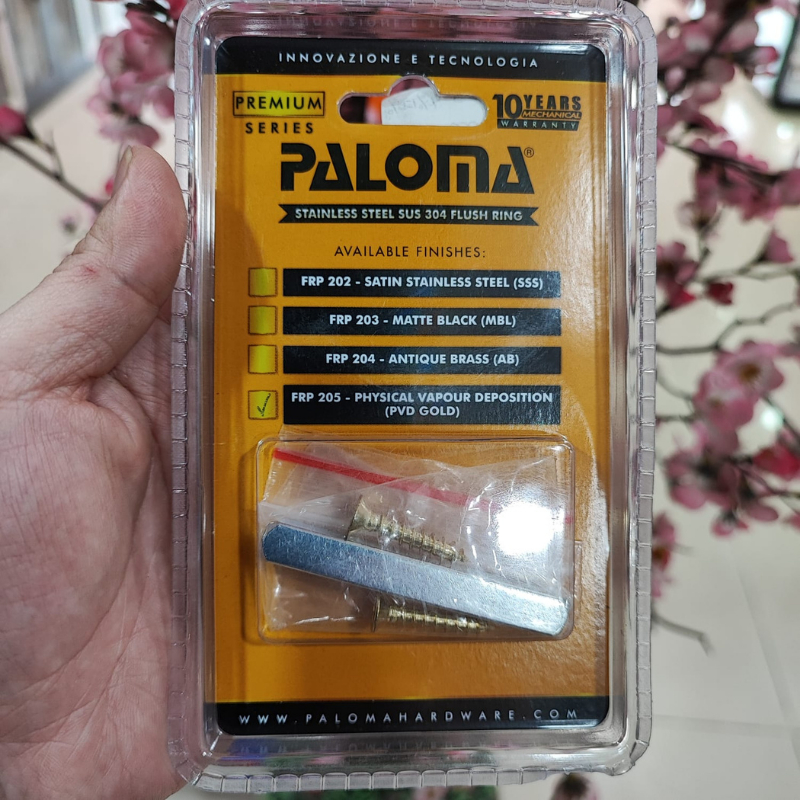 INNOVAZIONE E TECNOLOGIA
PREMIUM
SERIES
10 YEARS
MECHANICAL
WARRANTY
PALOMA®
STAINLESS STEEL SUS 304 FLUSH RING
AVAILABLE FINISHES:
FRP 202 - SATIN STAINLESS STEEL (SSS)
FRP 203 - MATTE BLACK (MBL)
FRP 204 - ANTIQUE BRASS (AB)
FRP 205 - PHYSICAL VAPOUR DEPOSITION
(PVD GOLD)
WWW.PALOMAHARDWARE.COM